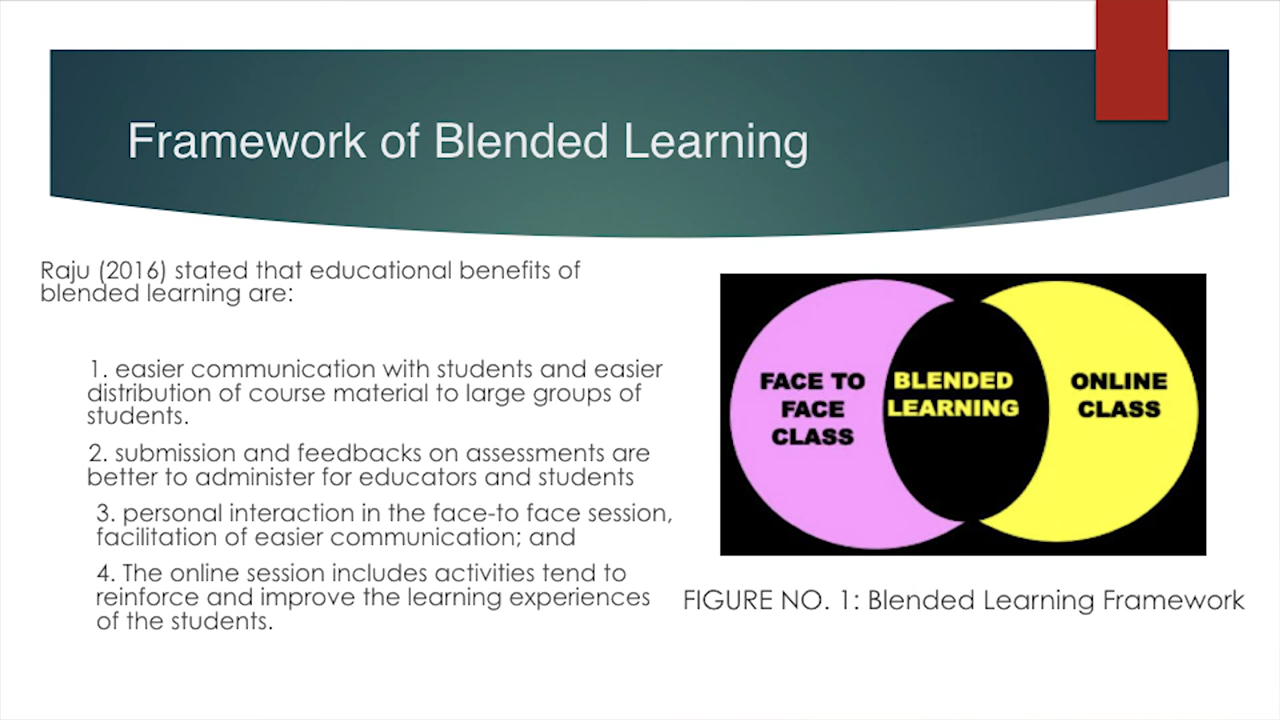 Framework of Blended Learning
Raju (2016) stated that educational benefits of
blended learning are:
1. easier communication with students and easier
distribution of course material to large groups of
students.
2. submission and feedbacks on assessments are
better to administer for educators and students
3. personal interaction in the face-to face session,
facilitation of easier communication; and
4. The online session includes activities tend to
reinforce and improve the learning experiences
of the students.
FACE TO
FACE
CLASS
BLENDED
LEARNING
ONLINE
CLASS
FIGURE NO. 1: Blended Learning Framework